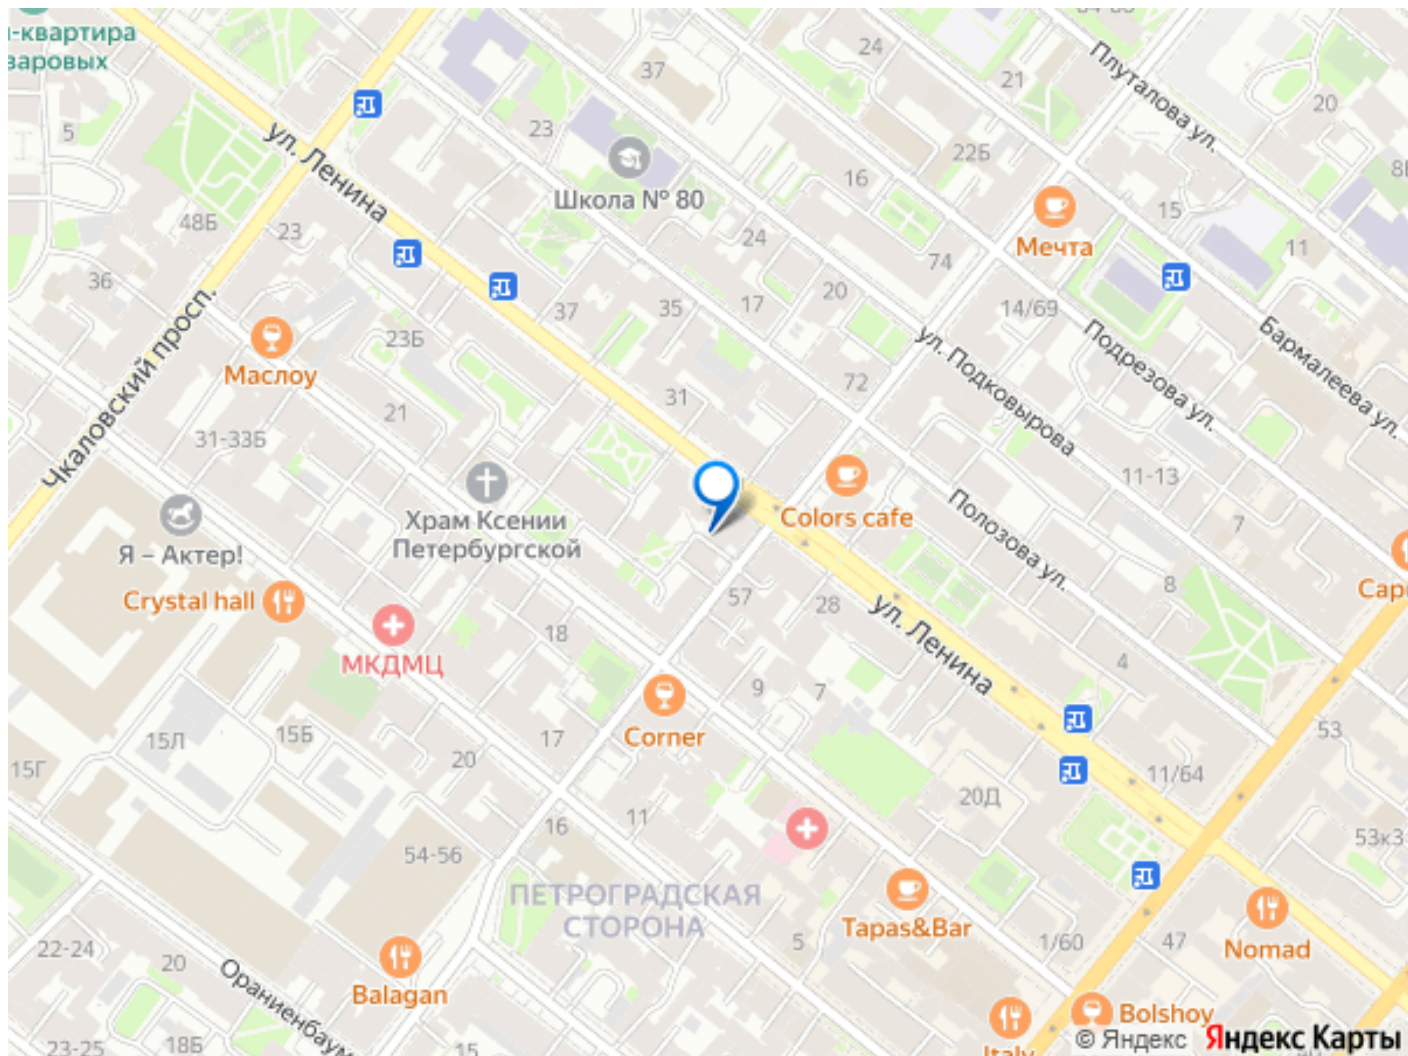 -квартира
Плуталова ул.
24
37
21
20
5
23
22Б
ул. Ленина
16
Школа № 80
15
48Б
23
24
11
Мечта
74
36
20
17
35
14/69
37
Чкаловский просп.
23Б
ул. Подковырова
Подрезова ул.
Бармалеева ул.
Маслоу
72
31
21
31-33Б
11-13
Храм Ксении
Петербургской
Colors cafe
Полозова ул.
7
Я – Актер!
Crystal hall
57
28
8
ул. Ленина
18
МКДМЦ
4
9
7
Corner
53
15Л
15Б
17
20
15Г
11/64
20Д
11
16
53к3
54-56
ПЕТРОГРАДСКАЯ
СТОРОНА
Tapas&Bar
5
1/60
47
22-24
20
Nomad
Balagan
Bolshoy
18Б
23-25
15
Italy
© Яндекс Яндекс Карты